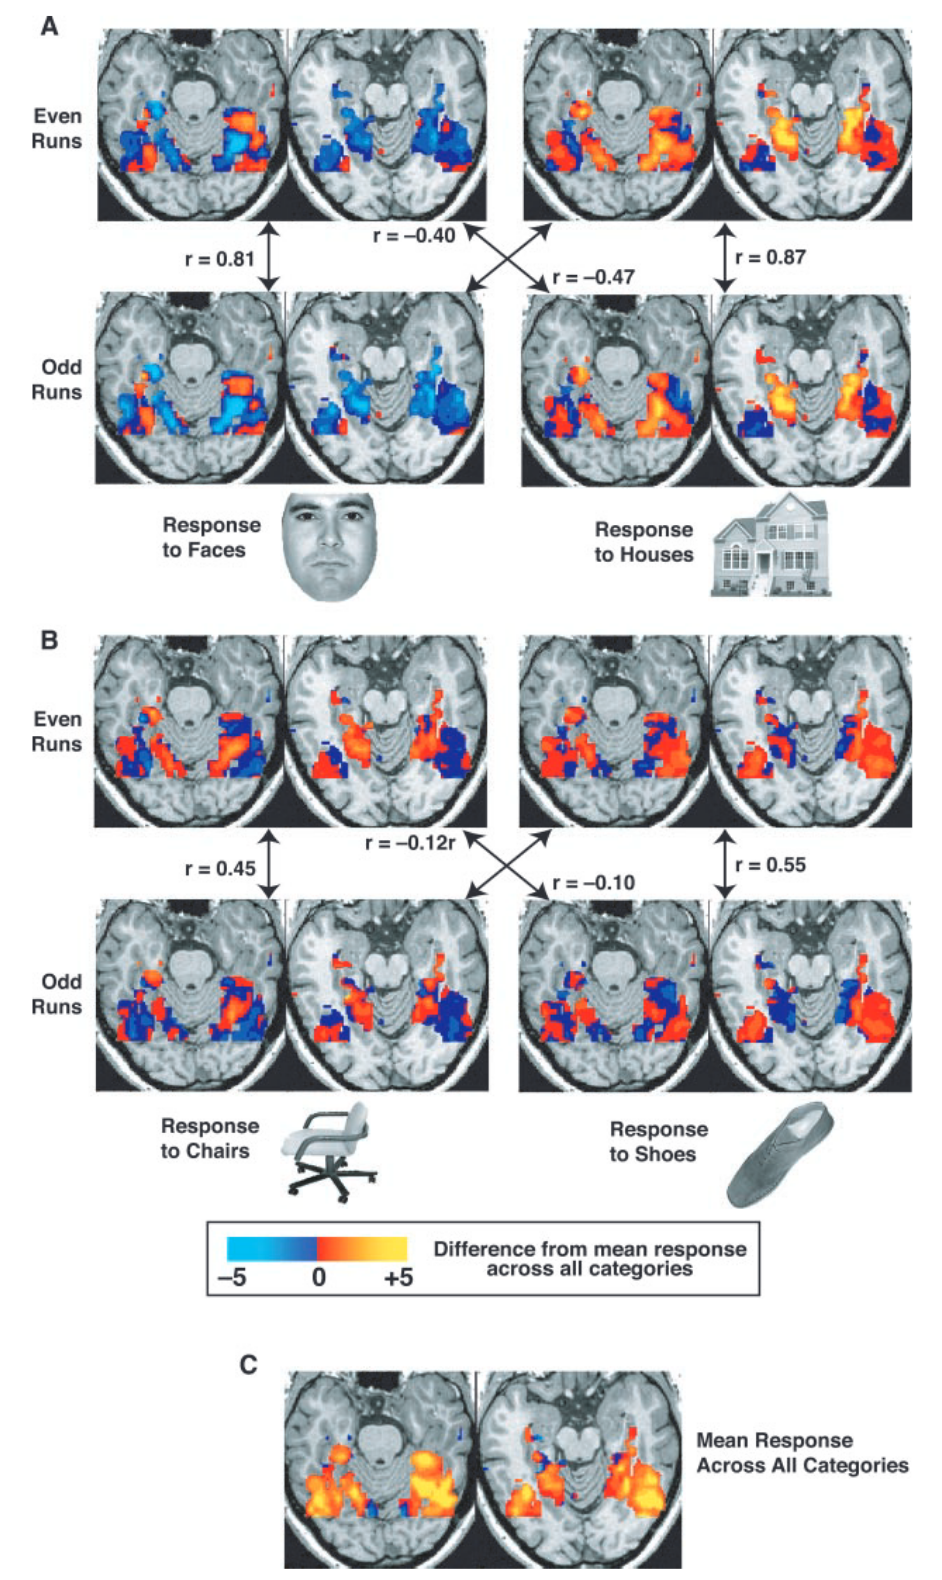 A
Even
Runs
r = –0.40
r = 0.81
r = –0.47
r = 0.87
Odd
Runs
Response
to Faces
Response
to Houses
B
Even
Runs
r = –0.12r
r = 0.45
r = –0.10
r = 0.55
Odd
Runs
Response
to Chairs
Response
to Shoes
Difference from mean response
across all categories
–5 0 +5
C
Mean Response
Across All Categories